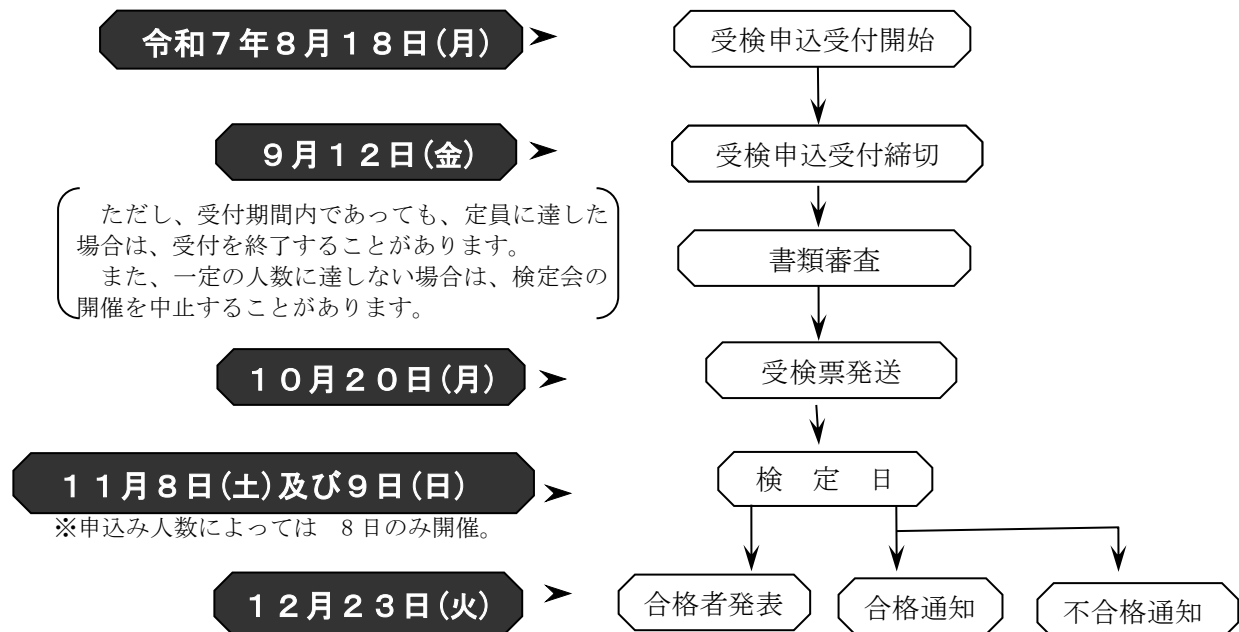 令和７年８月１８日(月)
受検申込受付開始
９月１２日(金)
受検申込受付締切
ただし、受付期間内であっても、定員に達した
場合は、受付を終了することがあります。
また、一定の人数に達しない場合は、検定会の
開催を中止することがあります。
書類審査
１０月２０日(月)
受検票発送
１１月８日(土)及び９日(日)
※申込み人数によっては　８日のみ開催。
検　定　日
１２月２３日(火)
合格者発表
合格通知
不合格通知